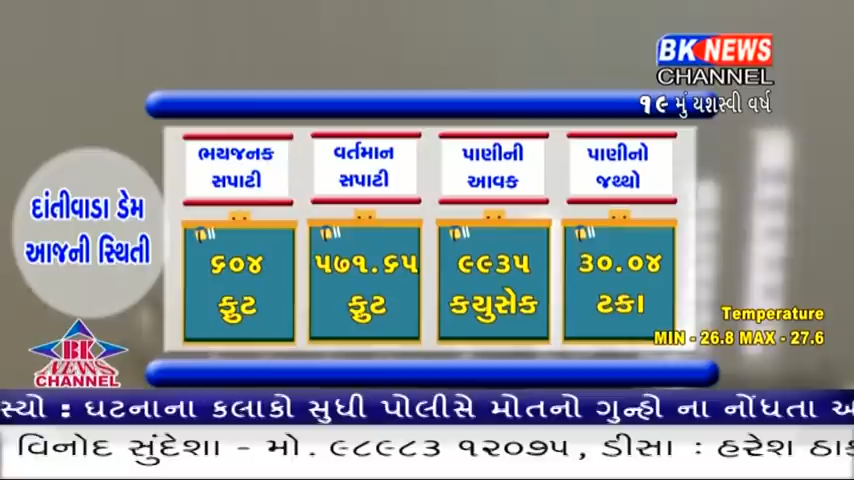 BK NEWS
CHANNEL
૧૯ મું યશસ્વી વર્ષ
દાંતીવાડા ડેમ
આજની સ્થિતી
ભયજનક
સપાટી
વર્તમાન
સપાટી
પાણીની
આવક
પાણીનો
જથ્થો
૬૦૪
ફુટ
૫૭૧.૬૫
ફુટ
૯૯૩૫
કયુસેક
૩૦.૦૪
ટકા
Temperature
MIN - 26.8 MAX - 27.6
BK
NEWS
CHANNEL
સ્યો : ઘટનાના કલાકો સુધી પોલીસે મોતનો ગુન્હો ના નોંધતા
વિનોદ સુંદેશા - મો. ૯૮૯૮૩ ૧૨૦૭૫, ડીસા : હરેશ ઠા